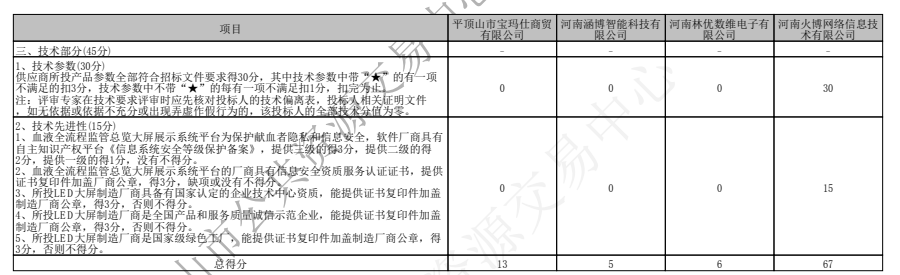 项目 平顶山市宝玛仕商贸有限公司 河南涵博智能科技有限公司 河南林优数维电子有限公司 河南火博网络信息技术有限公司
三、技术部分(45分) - - - -
1、技术参数(30分)
供应商所投产品参数全部符合招标文件要求得30分，其中技术参数中带“★”的有一项
不满足的扣3分，技术参数中不带“★”的每有一项不满足扣1分，扣完为止。
注：评审专家在技术要求评审时应先核对投标人的技术偏离表，投标人相关证明文件
，如无依据或依据不充分或出现弄虚作假行为的，该投标人的全部技术分值为零。
0 0 0 30
2、技术先进性(15分)
1、血液全流程监管总览大屏展示系统平台为保护献血者隐私和信息安全，软件厂商具有
自主知识产权平台《信息系统安全等级保护备案》，提供三级的得3分，提供二级的得
2分，提供一级的得1分，没有不得分。
2、血液全流程监管总览大屏展示系统平台的厂商具有信息安全资质服务认证证书，提供
证书复印件加盖厂商公章，得3分，缺项或没有不得分。
3、所投LED大屏制造厂商具备有国家认定的企业技术中心资质，能提供证书复印件加盖
制造厂商公章，得3分，否则不得分。
4、所投LED大屏制造厂商是全国产品和服务质量诚信示范企业，能提供证书复印件加盖
制造厂商公章，得3分，否则不得分。
5、所投LED大屏制造厂商是国家级绿色工厂，能提供证书复印件加盖制造厂商公章，得
3分，否则不得分。
0 0 0 15
总得分 13 5 6 67
山市公共资源交易中心
资源交易中心